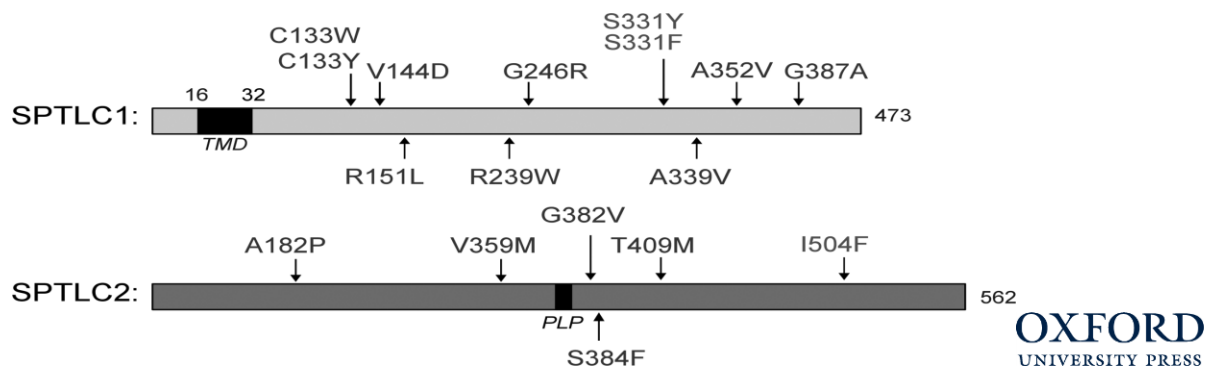 C133W
C133Y
V144D
G246R
S331Y
S331F
A352V
G387A
16
32
SPTLC1:
TMD
473
R151L
R239W
A339V
A182P
V359M
G382V
T409M
I504F
SPTLC2:
PLP
562
S384F
OXFORD
UNIVERSITY PRESS